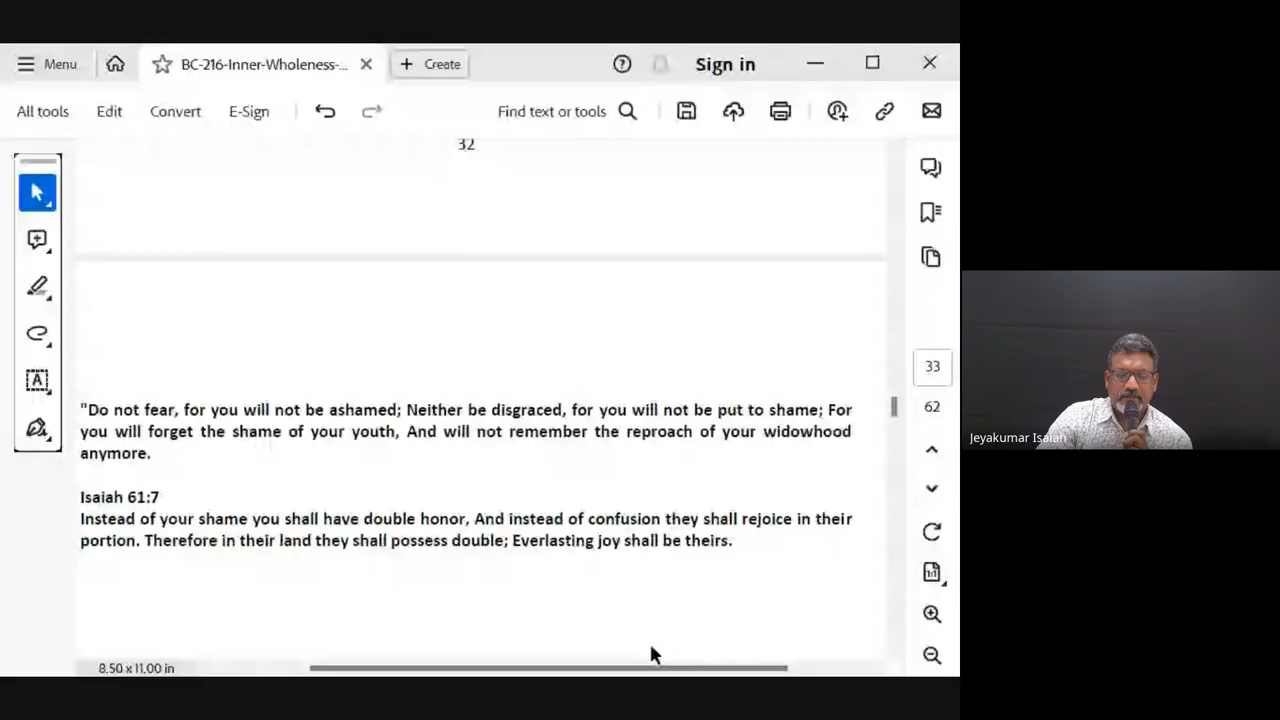 Menu
BC-216-Inner-Wholeness-...
Create
Sign in
All tools
Edit
Convert
E-Sign
Find text or tools
32
"Do not fear, for you will not be ashamed; Neither be disgraced, for you will not be put to shame; For
you will forget the shame of your youth, And will not remember the reproach of your widowhood
anymore.
Isaiah 61:7
Instead of your shame you shall have double honor, And instead of confusion they shall rejoice in their
portion. Therefore in their land they shall possess double; Everlasting joy shall be theirs.
33
62
8.50 x 11.00 in
Jeyakumar Isaiah